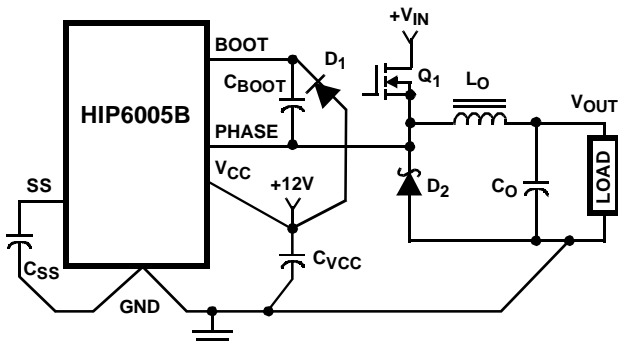 +VIN
BOOT
D1
Q1
CBOOT
LO
HIP6005B
VOUT
PHASE
VCC
SS
+12V
D2
CO
LOAD
CSS
CVCC
GND